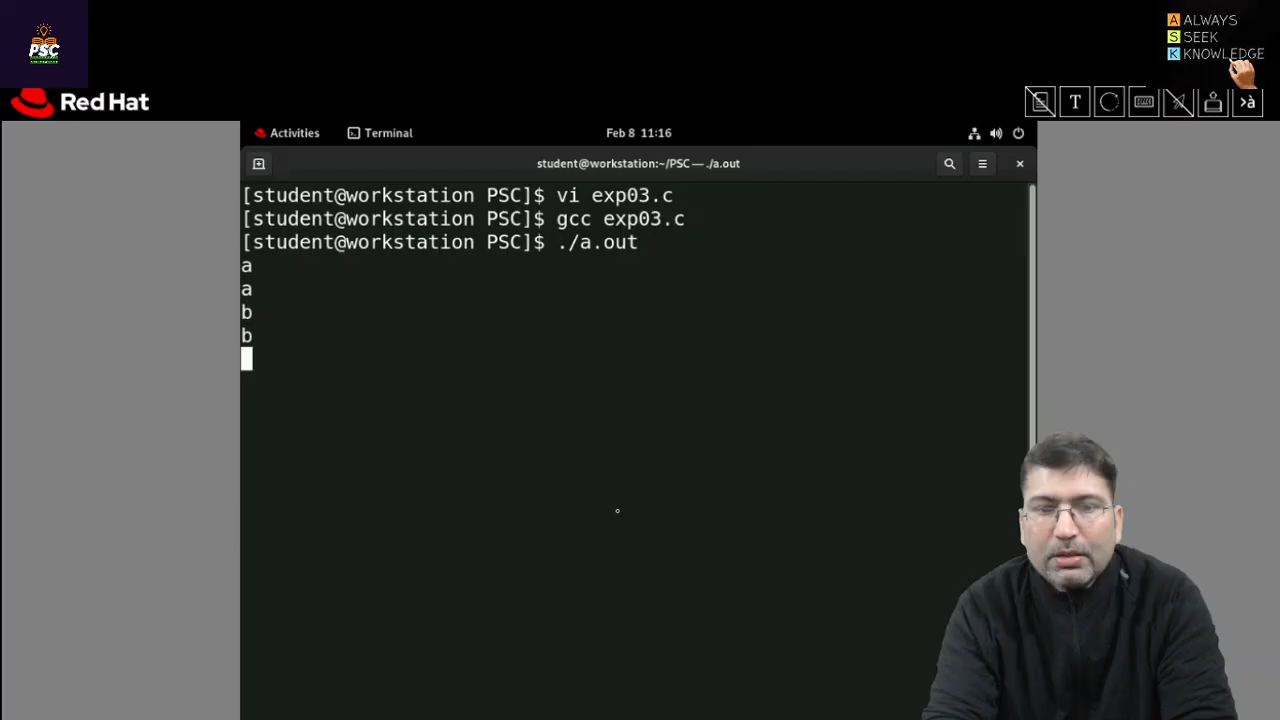 PSC
A ALWAYS
S SEEK
K KNOWLEDGE
Red Hat
T
>à
Activities
Terminal
Feb 8 11:16
student@workstation:~/PSC — ./a.out
[student@workstation PSC]$ vi exp03.c
[student@workstation PSC]$ gcc exp03.c
[student@workstation PSC]$ ./a.out
a
a
b
b